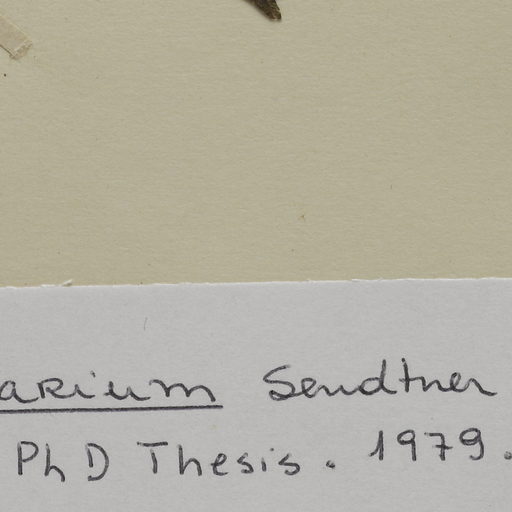 arium Sendtner
PhD Thesis. 1979.